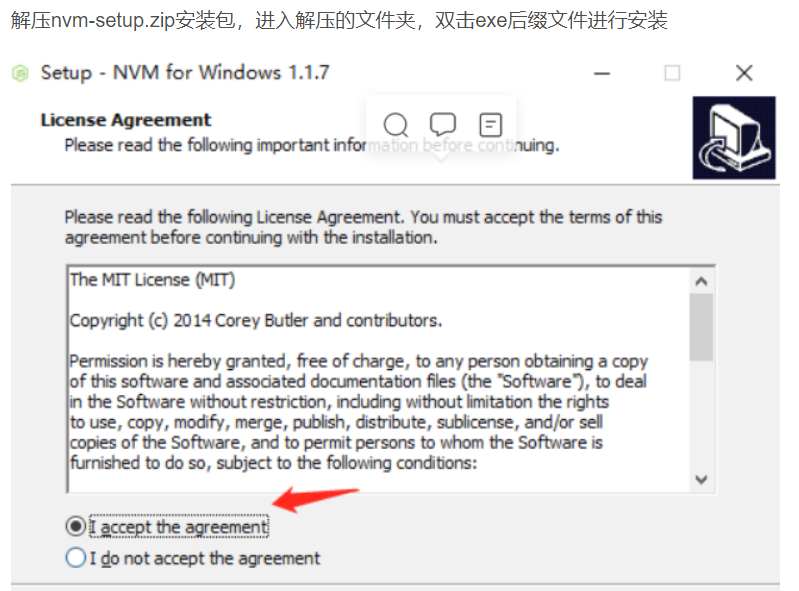 解压nvm-setup.zip安装包，进入解压的文件夹，双击exe后缀文件进行安装
Setup - NVM for Windows 1.1.7
License Agreement
Please read the following important information before continuing.
Please read the following License Agreement. You must accept the terms of this
agreement before continuing with the installation.
The MIT License (MIT)
Copyright (c) 2014 Corey Butler and contributors.
Permission is hereby granted, free of charge, to any person obtaining a copy
of this software and associated documentation files (the "Software"), to deal
in the Software without restriction, including without limitation the rights
to use, copy, modify, merge, publish, distribute, sublicense, and/or sell
copies of the Software, and to permit persons to whom the Software is
furnished to do so, subject to the following conditions:
I accept the agreement
I do not accept the agreement